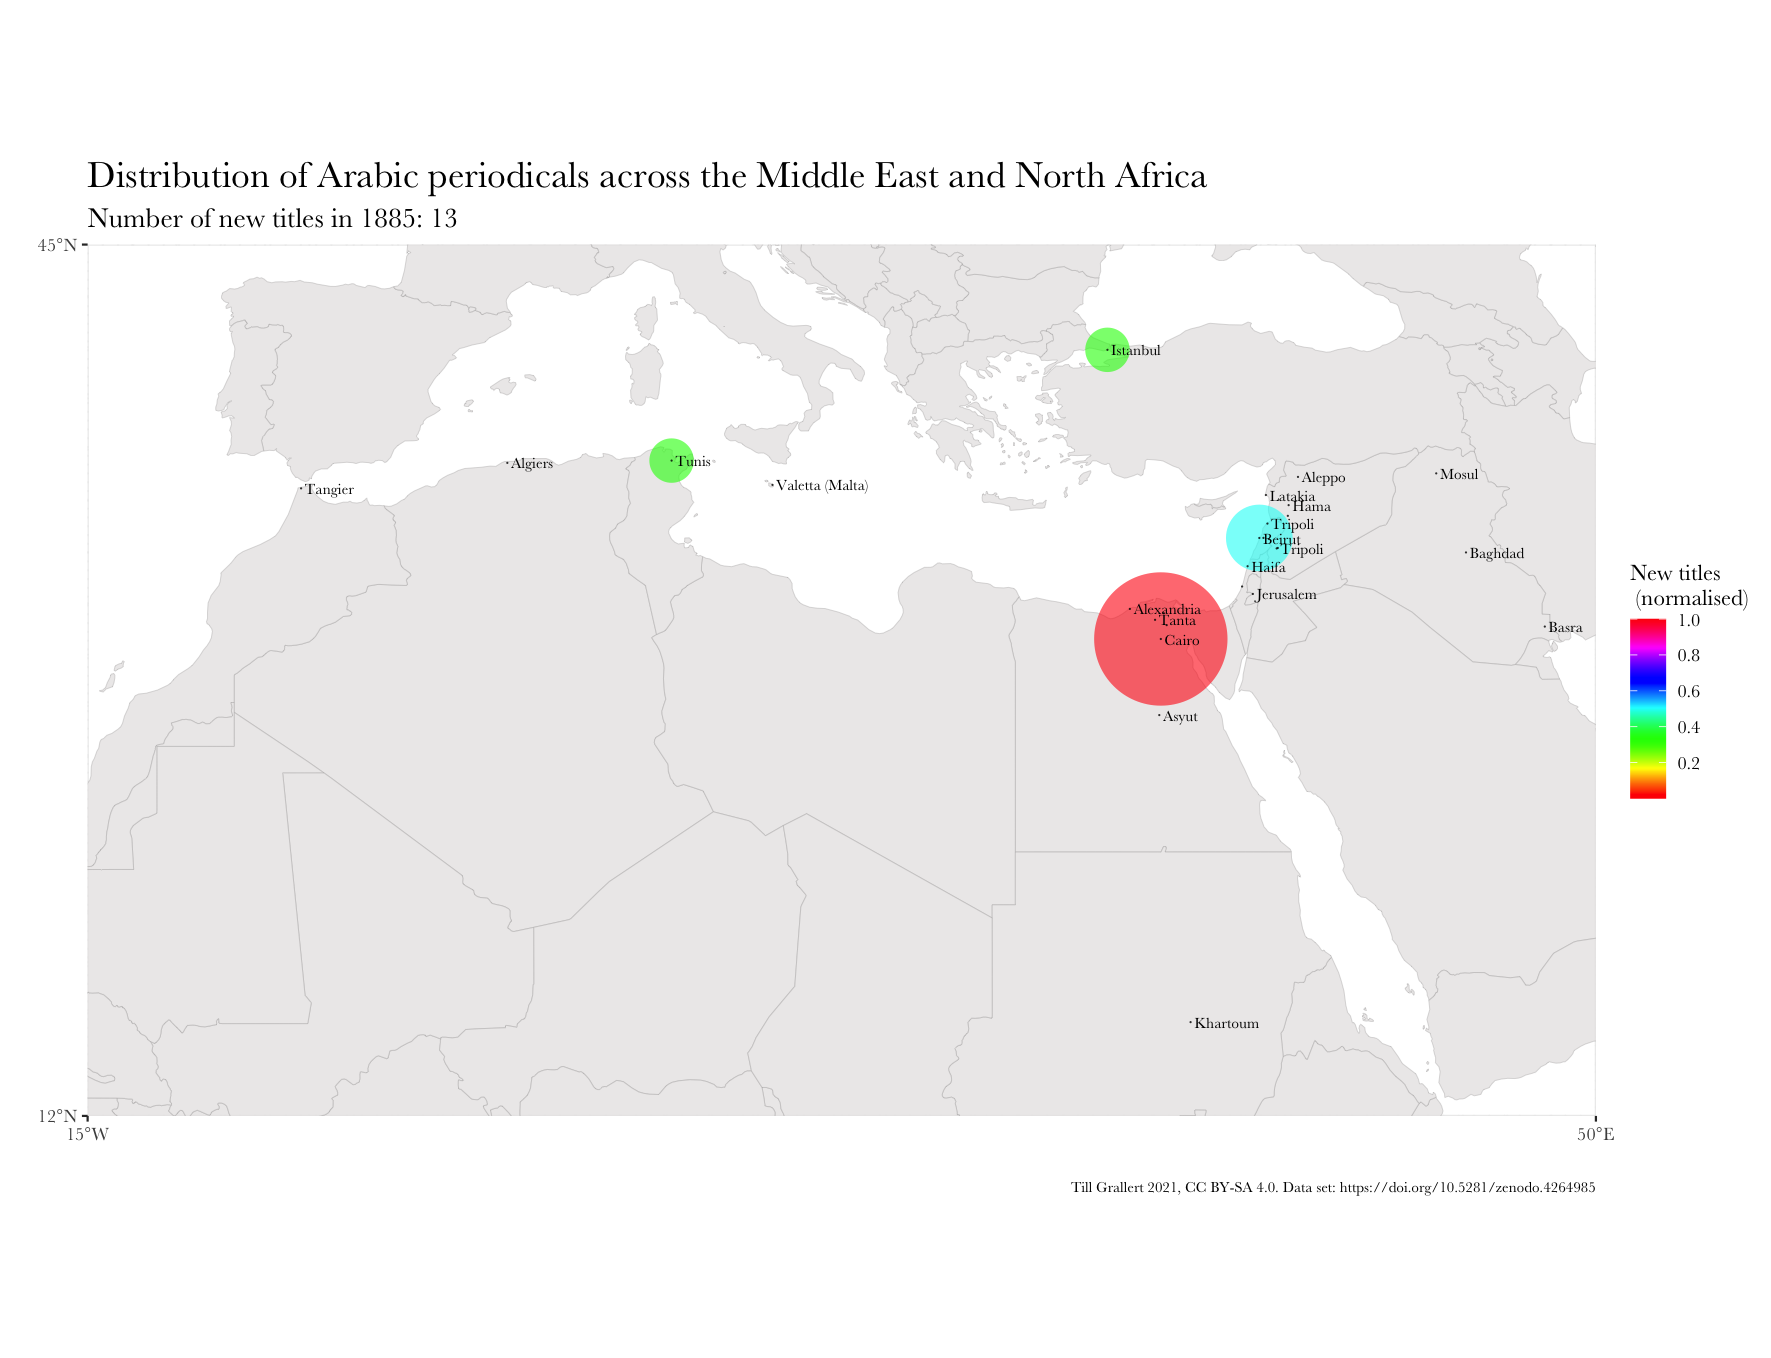 Distribution of Arabic periodicals across the Middle East and North Africa
Number of new titles in 1885: 13
45°N
Istanbul
Algiers
Tunis
Tangier
Valetta (Malta)
Aleppo
Mosul
Latakia
Hama
Tripoli
Beirut
Tripoli
Baghdad
Haifa
Jerusalem
Alexandria
Tanta
Cairo
Basra
Asyut
Khartoum
New titles
(normalised)
1.0
0.8
0.6
0.4
0.2
12°N
15°W
50°E
Till Grallert 2021, CC BY-SA 4.0. Data set: https://doi.org/10.5281/zenodo.4264985